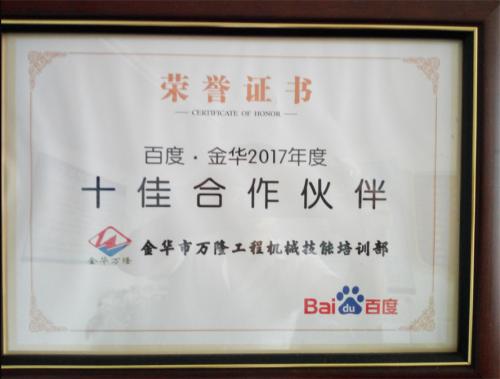 荣誉证书
CERTIFICATE OF HONOR
百度·金华2017年度
十佳合作伙伴
金华万隆
金华市万隆工程机械技能培训部
Bai du 百度